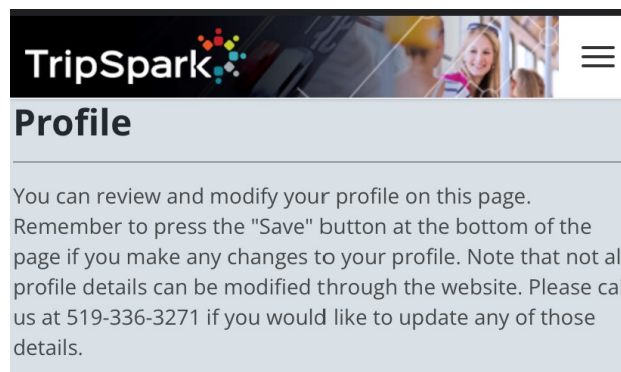 TripSpark
Profile
You can review and modify your profile on this page.
Remember to press the "Save" button at the bottom of the
page if you make any changes to your profile. Note that not al
profile details can be modified through the website. Please ca
us at 519-336-3271 if you would like to update any of those
details.